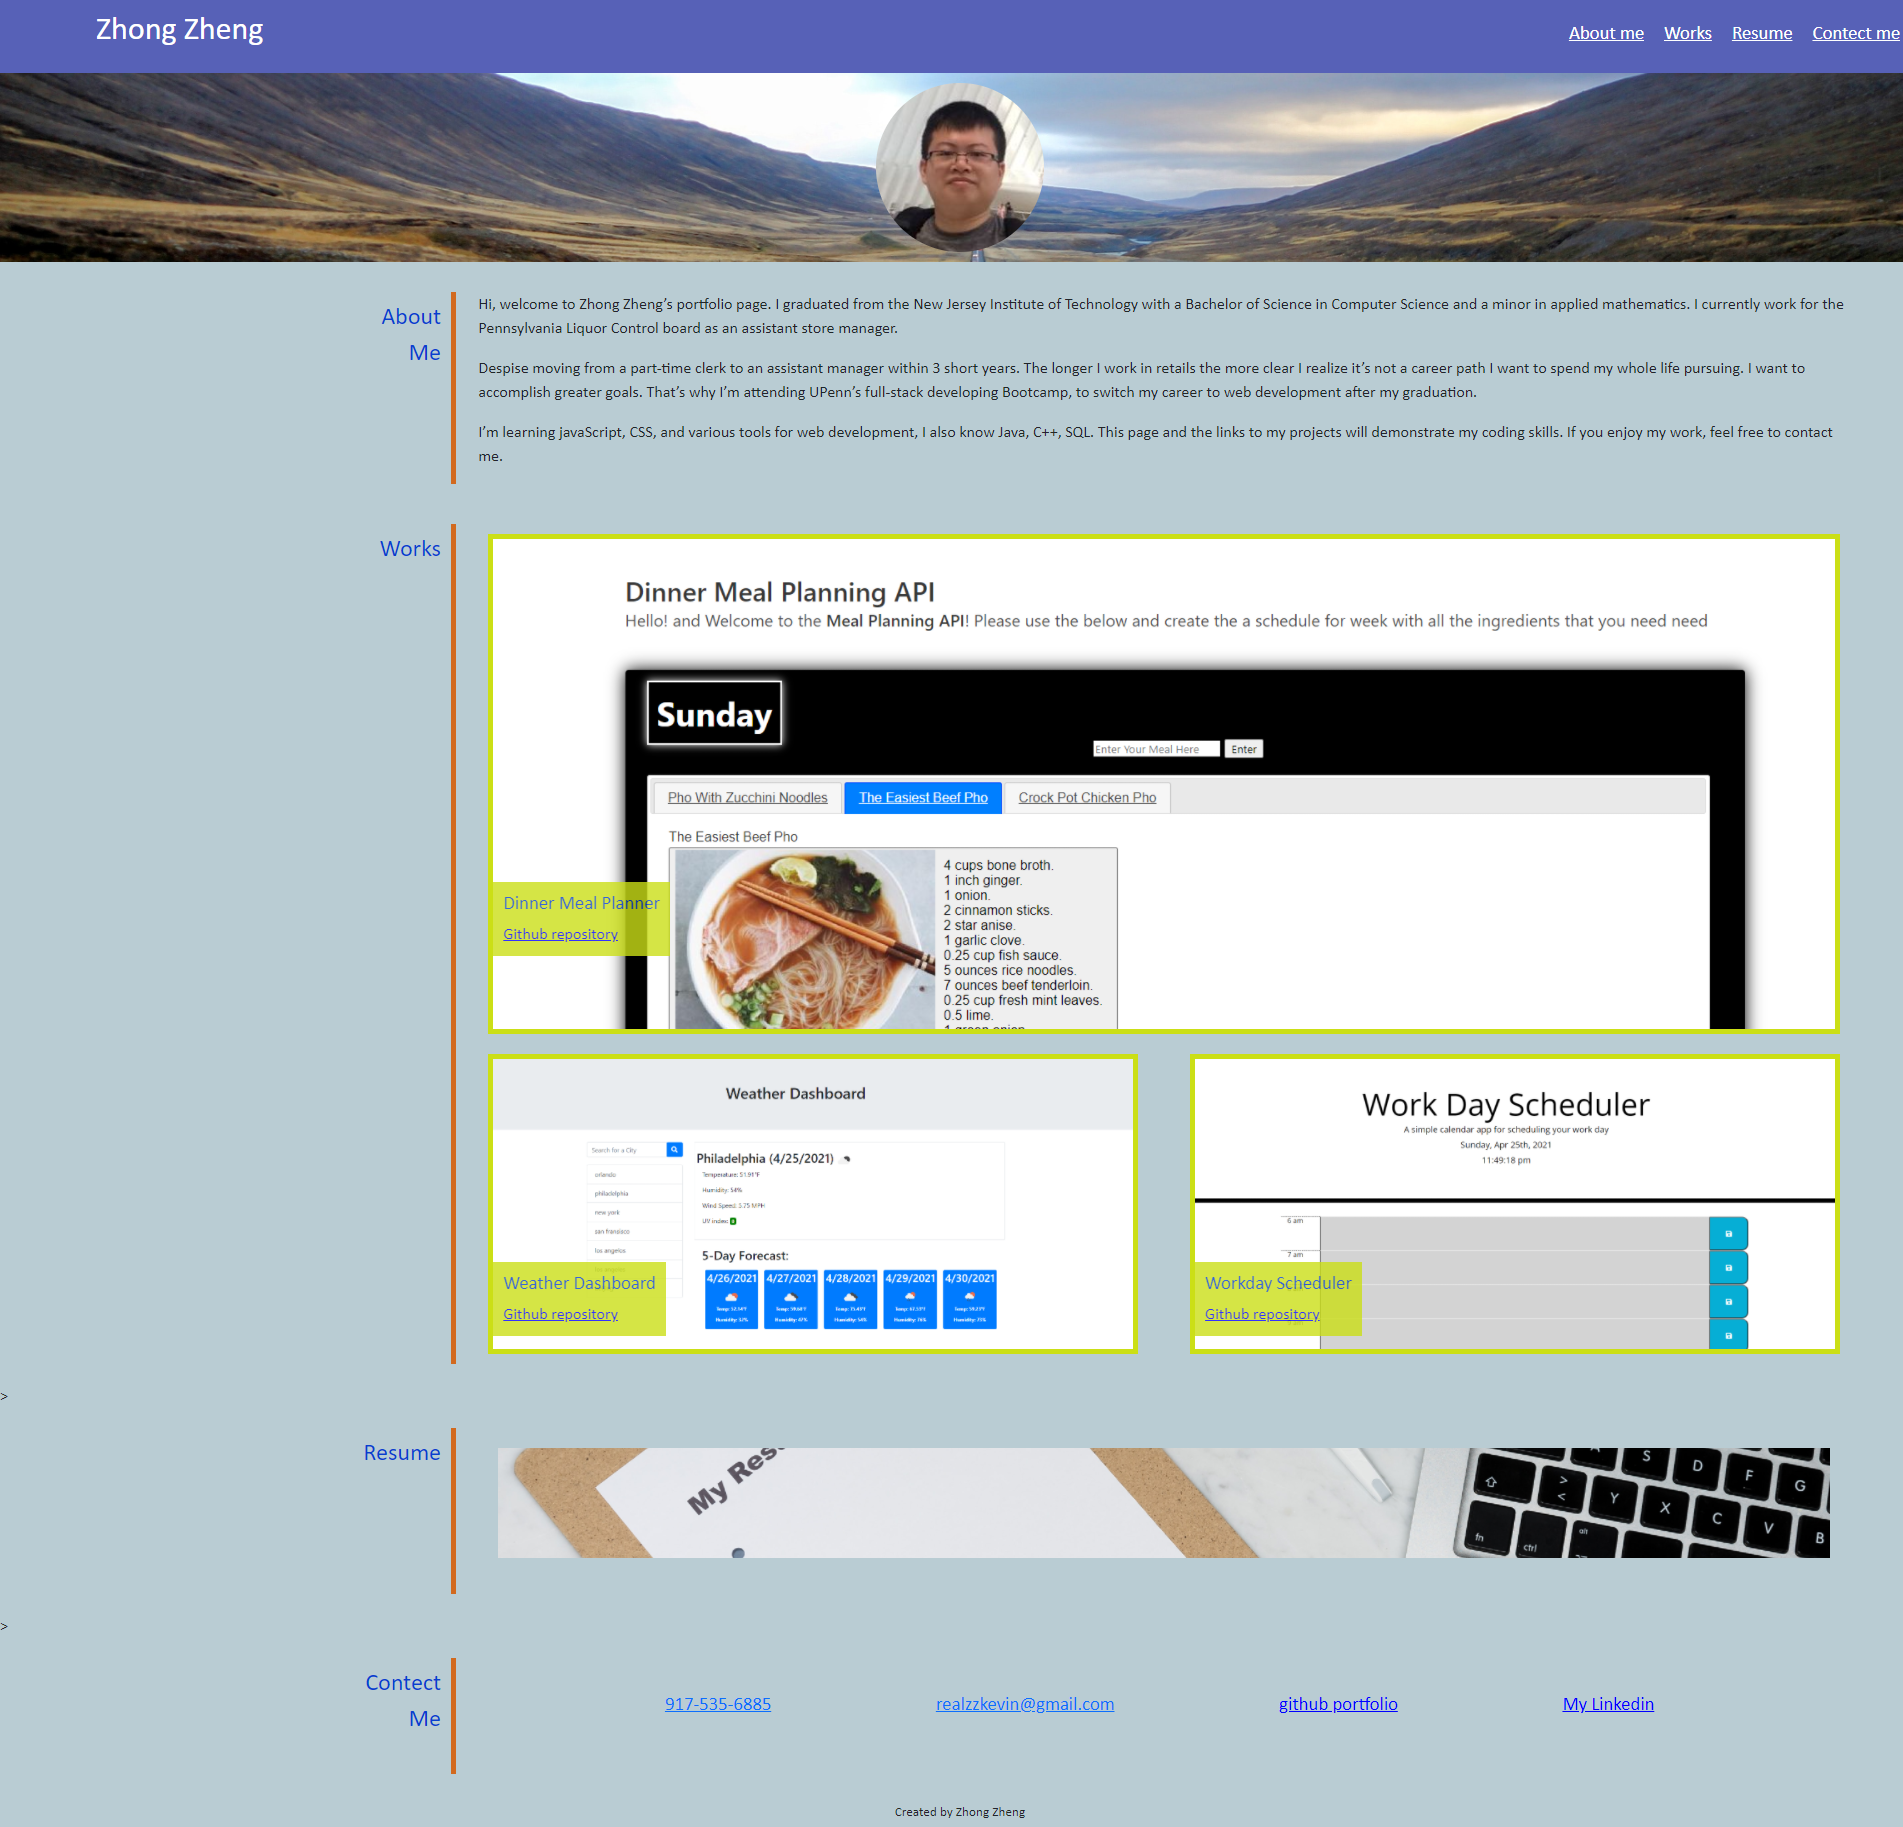 Zhong Zheng
About me Works Resume Contect me
About
Me
Hi, welcome to Zhong Zheng’s portfolio page. I graduated from the New Jersey Institute of Technology with a Bachelor of Science in Computer Science and a minor in applied mathematics. I currently work for the
Pennsylvania Liquor Control board as an assistant store manager.
Despise moving from a part-time clerk to an assistant manager within 3 short years. The longer I work in retails the more clear I realize it’s not a career path I want to spend my whole life pursuing. I want to
accomplish greater goals. That’s why I’m attending UPenn’s full-stack developing Bootcamp, to switch my career to web development after my graduation.
I’m learning javaScript, CSS, and various tools for web development, I also know Java, C++, SQL. This page and the links to my projects will demonstrate my coding skills. If you enjoy my work, feel free to contact
me.
Works
Dinner Meal Planning API
Hello! and Welcome to the Meal Planning API! Please use the below and create the a schedule for week with all the ingredients that you need need
Sunday
Enter Your Meal Here Enter
Pho With Zucchini Noodles The Easiest Beef Pho Crock Pot Chicken Pho
The Easiest Beef Pho
4 cups bone broth.
1 inch ginger.
1 onion.
2 cinnamon sticks.
2 star anise.
1 garlic clove.
0.25 cup fish sauce.
5 ounces rice noodles.
7 ounces beef tenderloin.
0.25 cup fresh mint leaves.
0.5 lime.
1 green onion
Dinner Meal Planner
Github repository
Weather Dashboard
Search for a City
orlando
philadelphia
new york
san fransisco
los angelos
Philadelphia (4/25/2021)
Temperature: 51.91°F
Humidity: 54%
Wind Speed: 5.75 MPH
UV index: 4
5-Day Forecast:
4/26/2021 4/27/2021 4/28/2021 4/29/2021 4/30/2021
Weather Dashboard
Github repository
Work Day Scheduler
A simple calendar app for scheduling your work day
Sunday, Apr 25th, 2021
11:49:18 pm
6 am
7 am
Workday Scheduler
Github repository
>
Resume
My Res
A S D F G
> < Y X C V B
fn ctrl alt
>
Contect
Me
917-535-6885 realzzkevin@gmail.com github portfolio My Linkedin
Created by Zhong Zheng